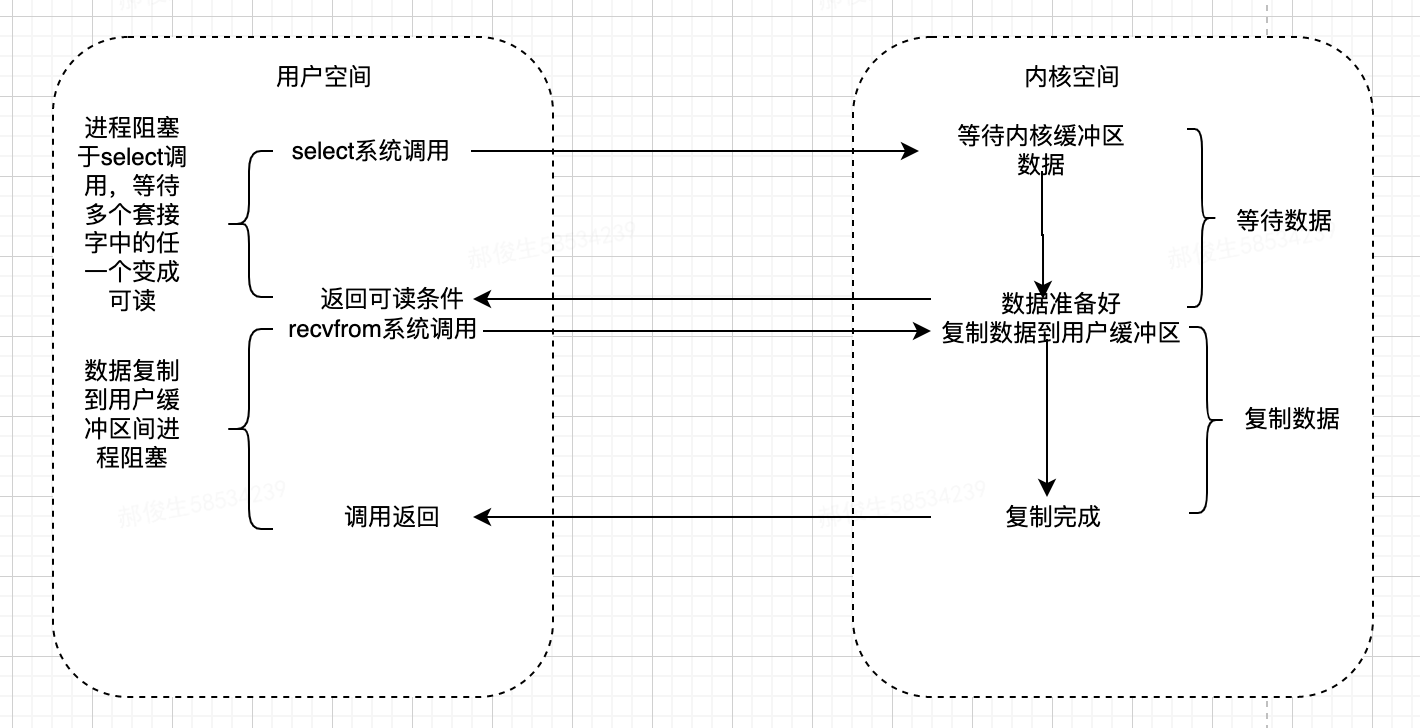 用户空间
进程阻塞
于select调
用，等待
多个套接
字中的任
一个变成
可读
select系统调用
返回可读条件
recvfrom系统调用
数据复制
到用户缓
冲区间进
程阻塞
调用返回
内核空间
等待内核缓冲区
数据
等待数据
数据准备好
复制数据到用户缓冲区
复制数据
复制完成
郝俊生58534239
郝俊生58534239
郝俊生58534239
郝俊生58534239